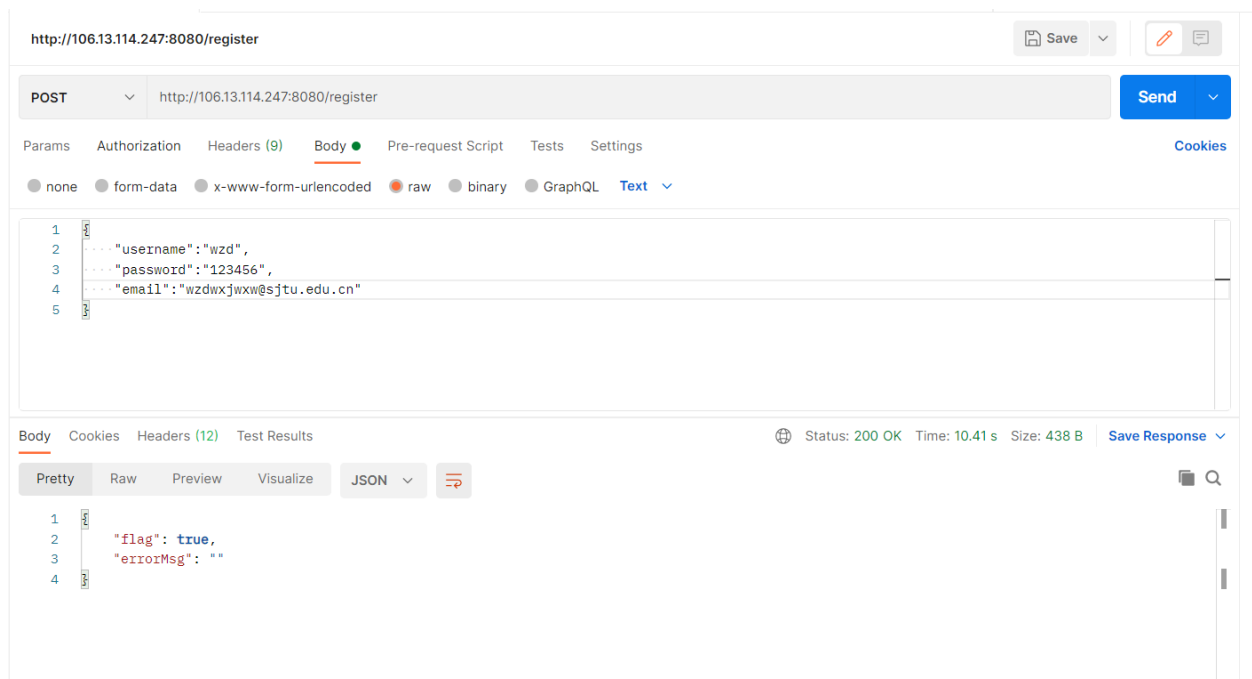 http://106.13.114.247:8080/register Save
POST http://106.13.114.247:8080/register Send
Params Authorization Headers (9) Body Pre-request Script Tests Settings Cookies
none form-data x-www-form-urlencoded raw binary GraphQL Text
1 {
2 "username":"wzd",
3 "password":"123456",
4 "email":"wzdwxjwxw@sjtu.edu.cn"
5 }
Body Cookies Headers (12) Test Results Status: 200 OK Time: 10.41 s Size: 438 B Save Response
Pretty Raw Preview Visualize JSON
1 {
2 "flag": true,
3 "errorMsg": ""
4 }